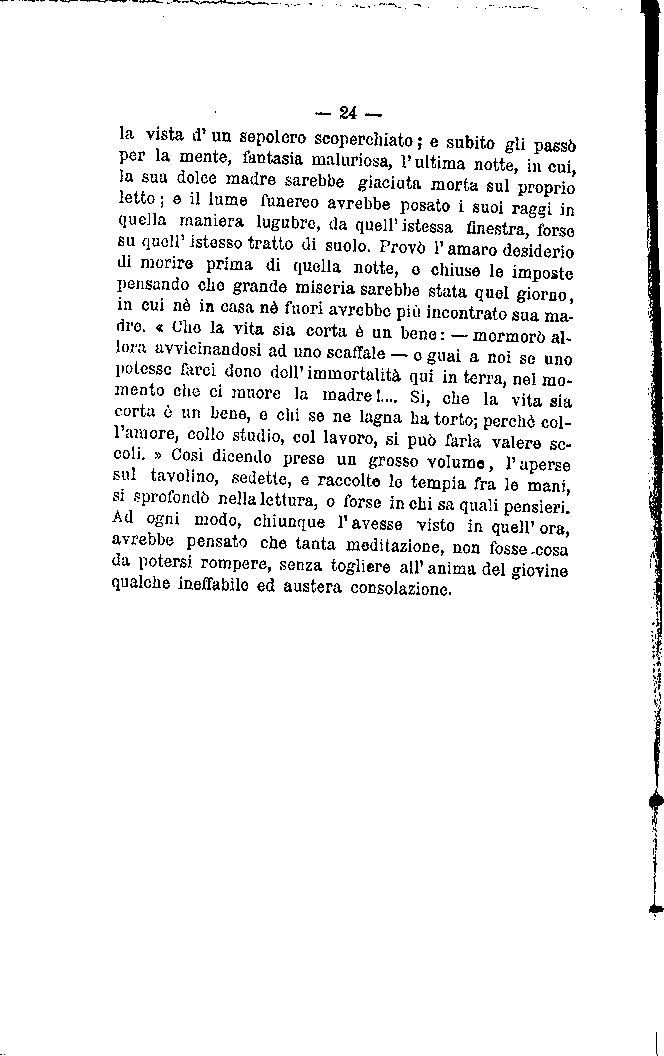 — 24 —
la vista d' un sepolcro scoperchiato; e subito gli passò
per la mente, fantasia maluriosa, l' ultima notte, in cui,
la sua dolce madre sarebbe giaciuta morta sul proprio
letto; e il lume funereo avrebbe posato i suoi raggi in
quella maniera lugubre, da quell' istessa finestra, forse
su quell' istesso tratto di suolo. Provò l' amaro desiderio
di morire prima di quella notte, e chiuse le imposte
pensando che grande miseria sarebbe stata quel giorno,
in cui nè in casa nè fuori avrebbe più incontrato sua ma-
dre. « Che la vita sia corta è un bene: — mormorò al-
lora avvicinandosi ad uno scaffale — e guai a noi se uno
potesse farci dono dell' immortalità qui in terra, nel mo-
mento che ci muore la madre!.... Si, che la vita sia
corta è un bene, e chi se ne lagna ha torto; perchè col-
l'amore, collo studio, col lavoro, si può farla valere se-
coli. » Così dicendo prese un grosso volume, l' aperse
sul tavolino, sedette, e raccolte le tempia fra le mani,
si sprofondò nella lettura, o forse in chi sa quali pensieri.
Ad ogni modo, chiunque l' avesse visto in quell' ora,
avrebbe pensato che tanta meditazione, non fosse cosa
da potersi rompere, senza togliere all' anima del giovine
qualche ineffabile ed austera consolazione.